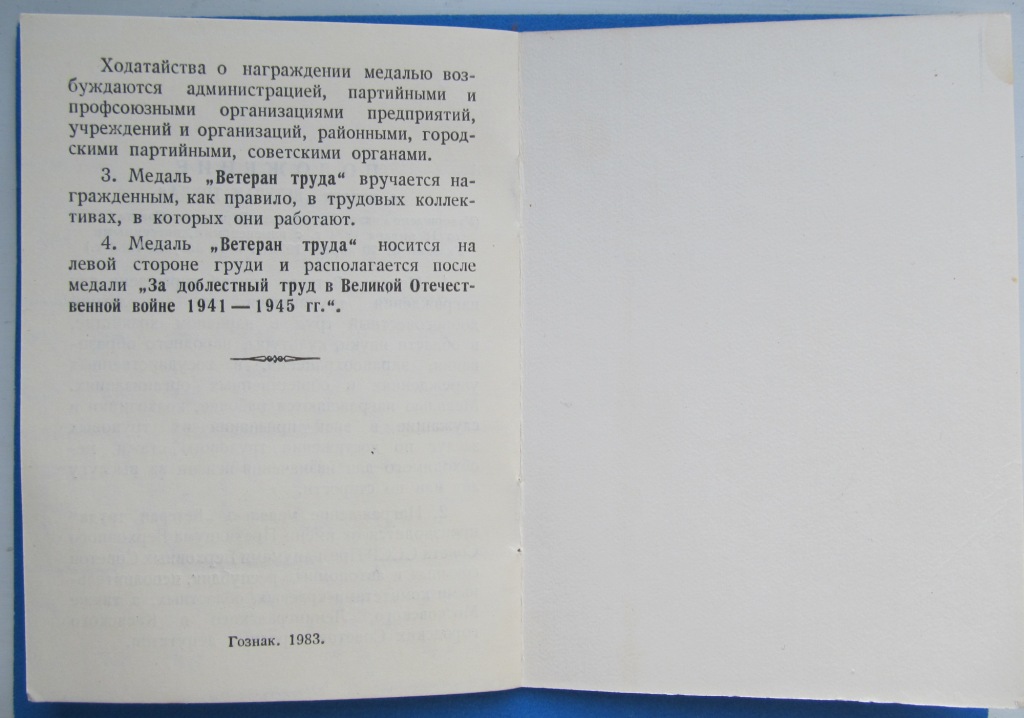 Ходатайства о награждении медалью воз-
буждаются администрацией, партийными и
профсоюзными организациями предприятий,
учреждений и организаций, районными, город-
скими партийными, советскими органами.
3. Медаль „Ветеран труда“ вручается на-
гражденным, как правило, в трудовых коллек-
тивах, в которых они работают.
4. Медаль „Ветеран труда“ носится на
левой стороне груди и располагается после
медали „За доблестный труд в Великой Отечест-
венной войне 1941 — 1945 гг.“.
Гознак. 1983.